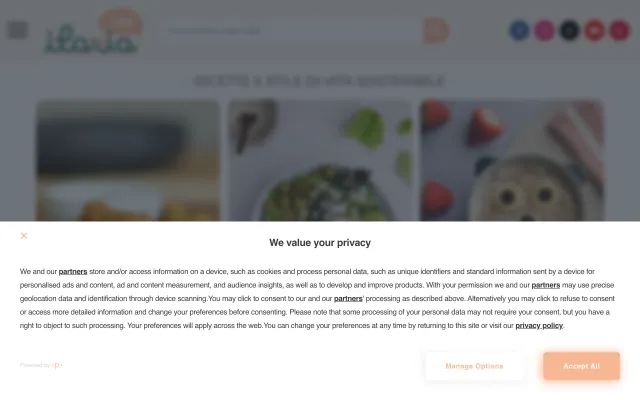 ilaria
RICETTE E STILE DI VITA SOSTENIBILE
We value your privacy
We and our partners store and/or access information on a device, such as cookies and process personal data, such as unique identifiers and standard information sent by a device for
personalised ads and content, ad and content measurement, and audience insights, as well as to develop and improve products. With your permission we and our partners may use precise
geolocation data and identification through device scanning.You may click to consent to our and our partners' processing as described above. Alternatively you may click to refuse to consent
or access more detailed information and change your preferences before consenting. Please note that some processing of your personal data may not require your consent, but you have a
right to object to such processing. Your preferences will apply across the web.You can change your preferences at any time by returning to this site or visit our privacy policy.
Powered by
Manage Options
Accept All